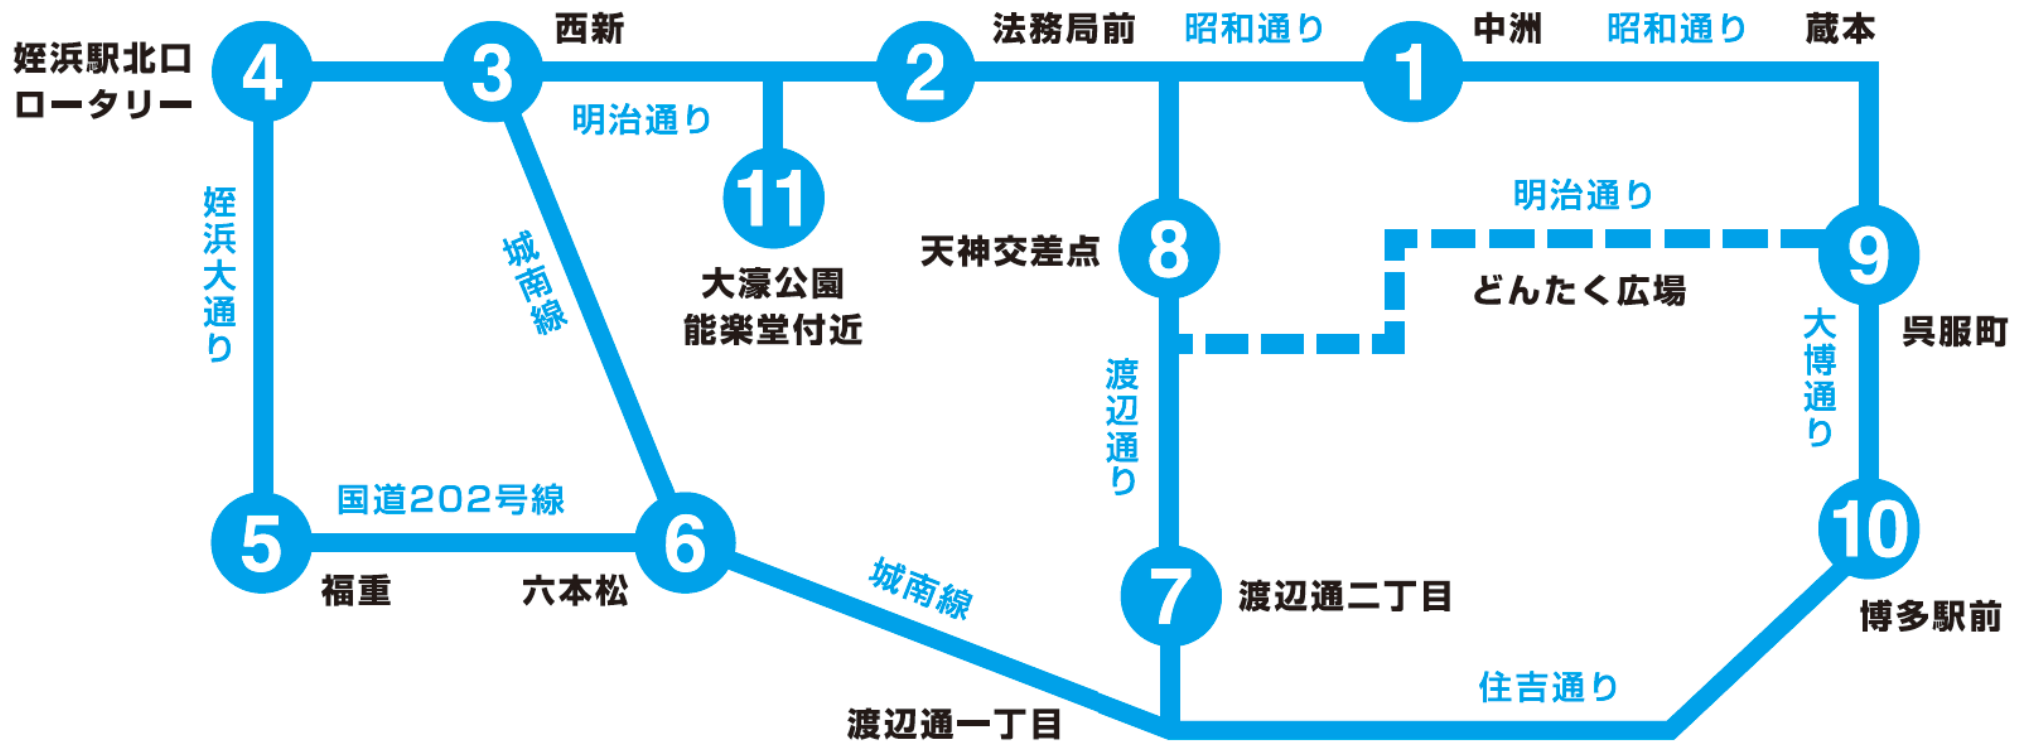 姪浜駅北口
ロータリー
4
3
西新
明治通り
2
法務局前
昭和通り
1
中洲
昭和通り
蔵本
11
大濠公園
能楽堂付近
姪浜大通り
城南線
天神交差点
8
明治通り
どんたく広場
9
呉服町
渡辺通り
大博通り
5
福重
国道202号線
六本松
6
城南線
7
渡辺通二丁目
10
博多駅前
渡辺通一丁目
住吉通り